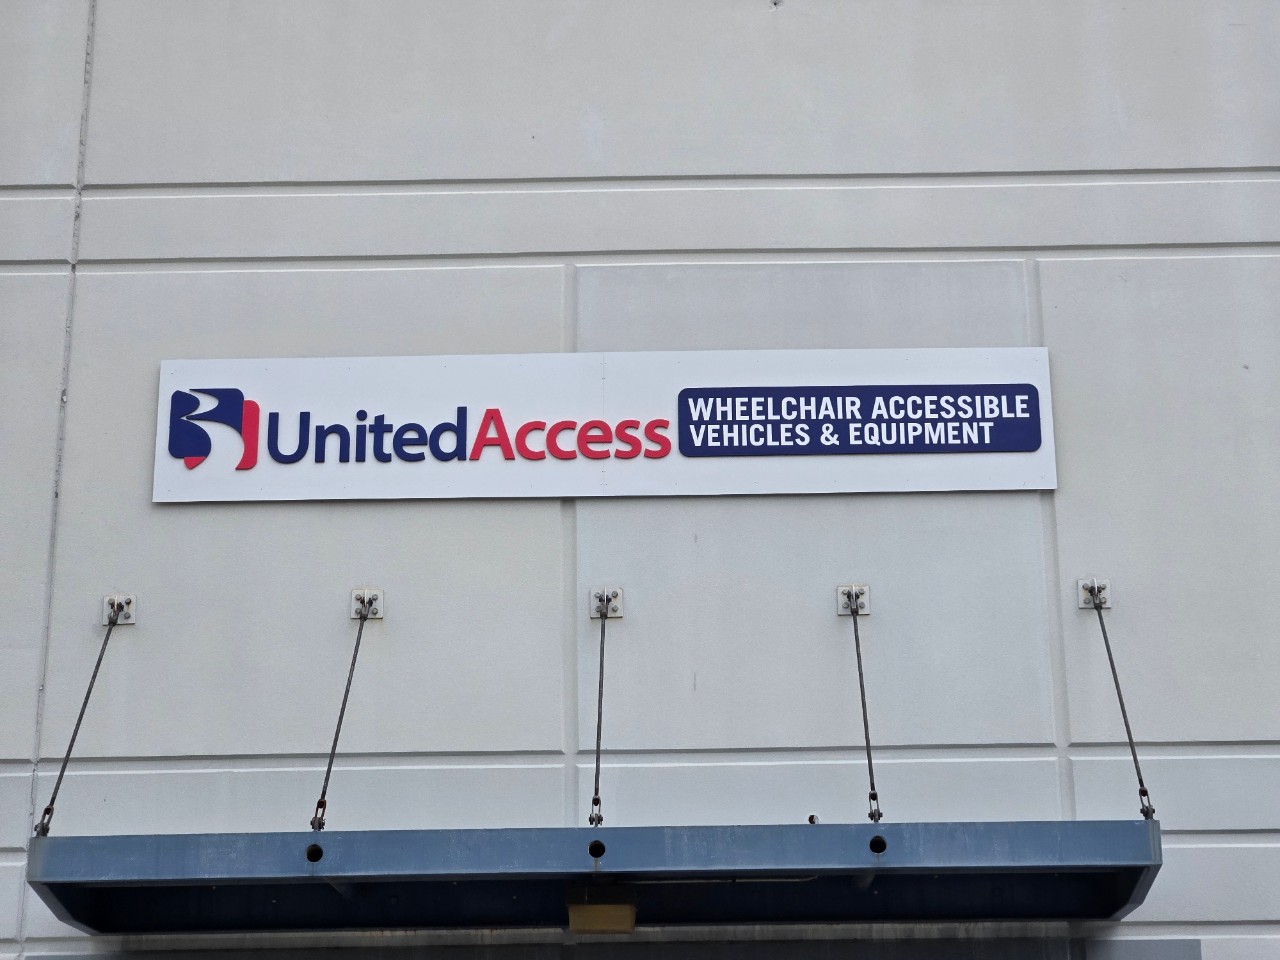 UnitedAccess
WHEELCHAIR ACCESSIBLE
VEHICLES & EQUIPMENT